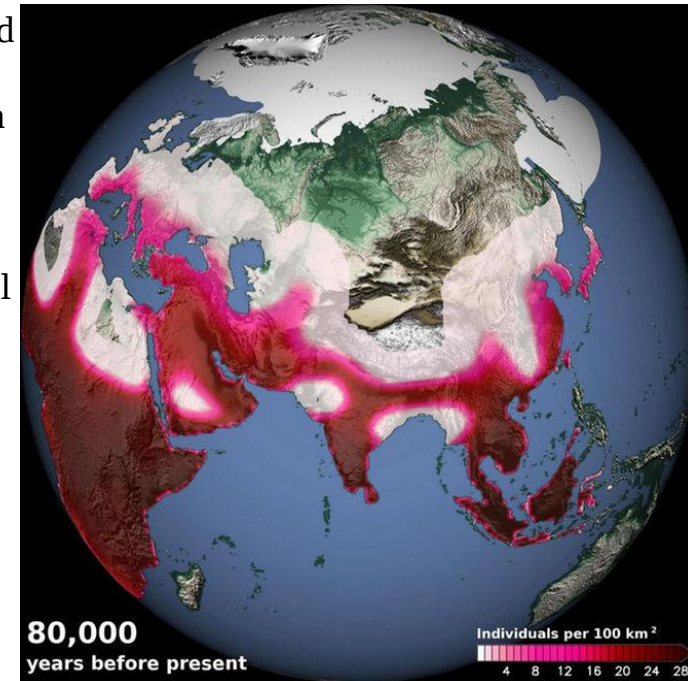 d
n
l
80,000
years before present
Individuals per 100 km²
4 8 12 16 20 24 28